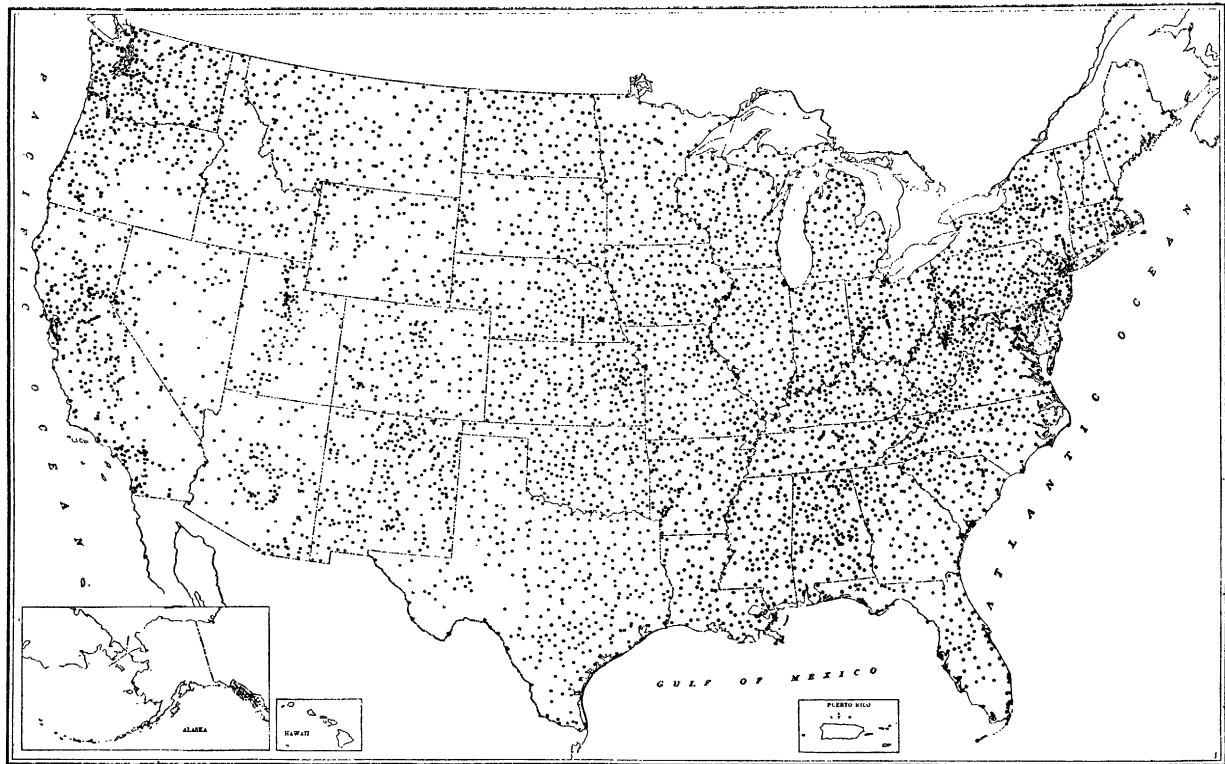 PACIFIC OCEAN
ATLANTIC OCEAN
GULF OF MEXICO
ALASKA
HAWAII
PUERTO RICO